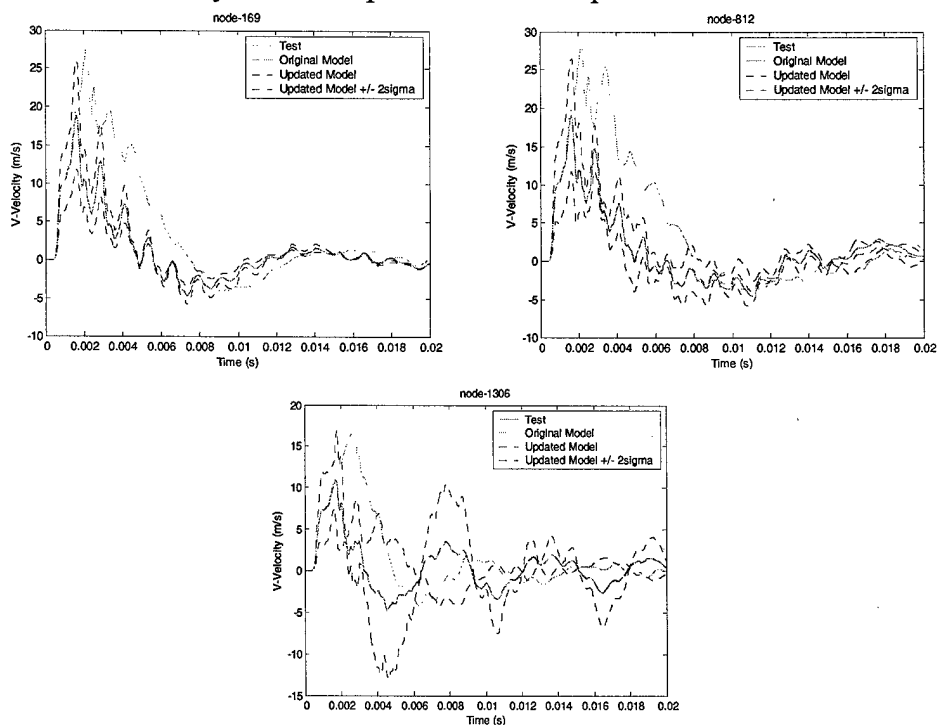 node-169
30
25
20
15
10
5
0
-5
-10
V-Velocity (m/s)
Test
Original Model
Updated Model
Updated Model +/- 2sigma
0 0.002 0.004 0.006 0.008 0.01 0.012 0.014 0.016 0.018 0.02
Time (s)
node-812
30
25
20
15
10
5
0
-5
-10
V-Velocity (m/s)
Test
Original Model
Updated Model
Updated Model +/- 2sigma
0 0.002 0.004 0.006 0.008 0.01 0.012 0.014 0.016 0.018 0.02
Time (s)
node-1306
20
15
10
5
0
-5
-10
-15
V-Velocity (m/s)
Test
Original Model
Updated Model
Updated Model +/- 2sigma
0 0.002 0.004 0.006 0.008 0.01 0.012 0.014 0.016 0.018 0.02
Time (s)